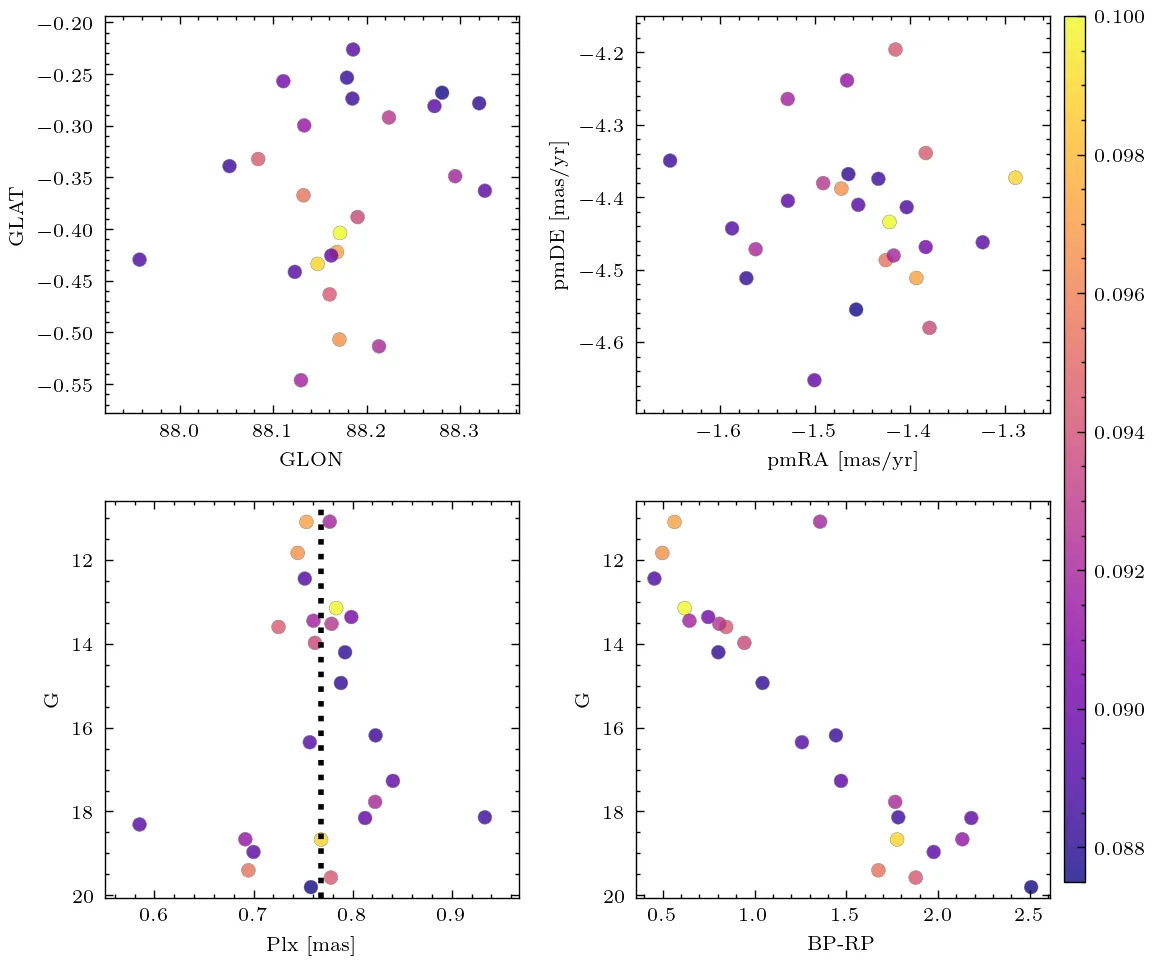 −0.20
−0.25
−0.30
−0.35
−0.40
−0.45
−0.50
−0.55
GLAT
88.0 88.1 88.2 88.3
GLON
−4.2
−4.3
−4.4
−4.5
−4.6
pmDE [mas/yr]
−1.6 −1.5 −1.4 −1.3
pmRA [mas/yr]
0.100
0.098
0.096
0.094
0.092
0.090
0.088
12
14
16
18
20
G
0.6 0.7 0.8 0.9
Plx [mas]
12
14
16
18
20
G
0.5 1.0 1.5 2.0 2.5
BP-RP